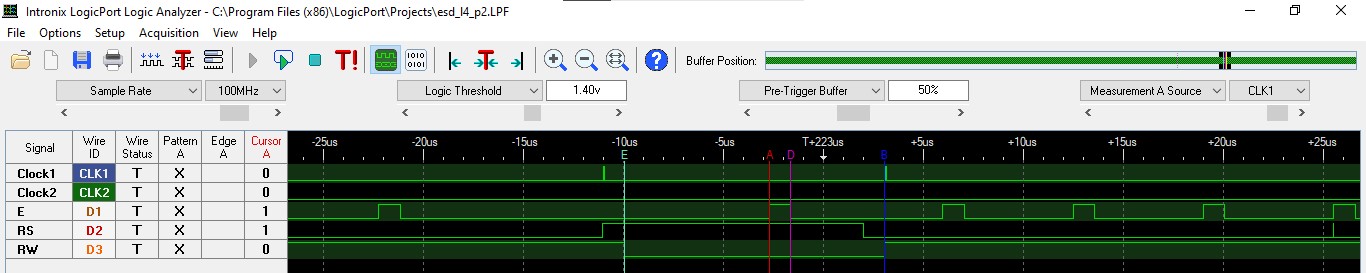 Intronix LogicPort Logic Analyzer - C:\Program Files (x86)\LogicPort\Projects\esd_l4_p2.LPF
File Options Setup Acquisition View Help
T! 1010 0101 ? Buffer Position:
Sample Rate 100MHz Logic Threshold 1.40v Pre-Trigger Buffer 50% Measurement A Source CLK1
Signal Wire ID Wire Status Pattern A Edge A Cursor A -25us -20us -15us -10us -5us T+223us +5us +10us +15us +20us +25us
E A D B
Clock1 CLK1 T X 0
Clock2 CLK2 T X 0
E D1 T X 1
RS D2 T X 1
RW D3 T X 0